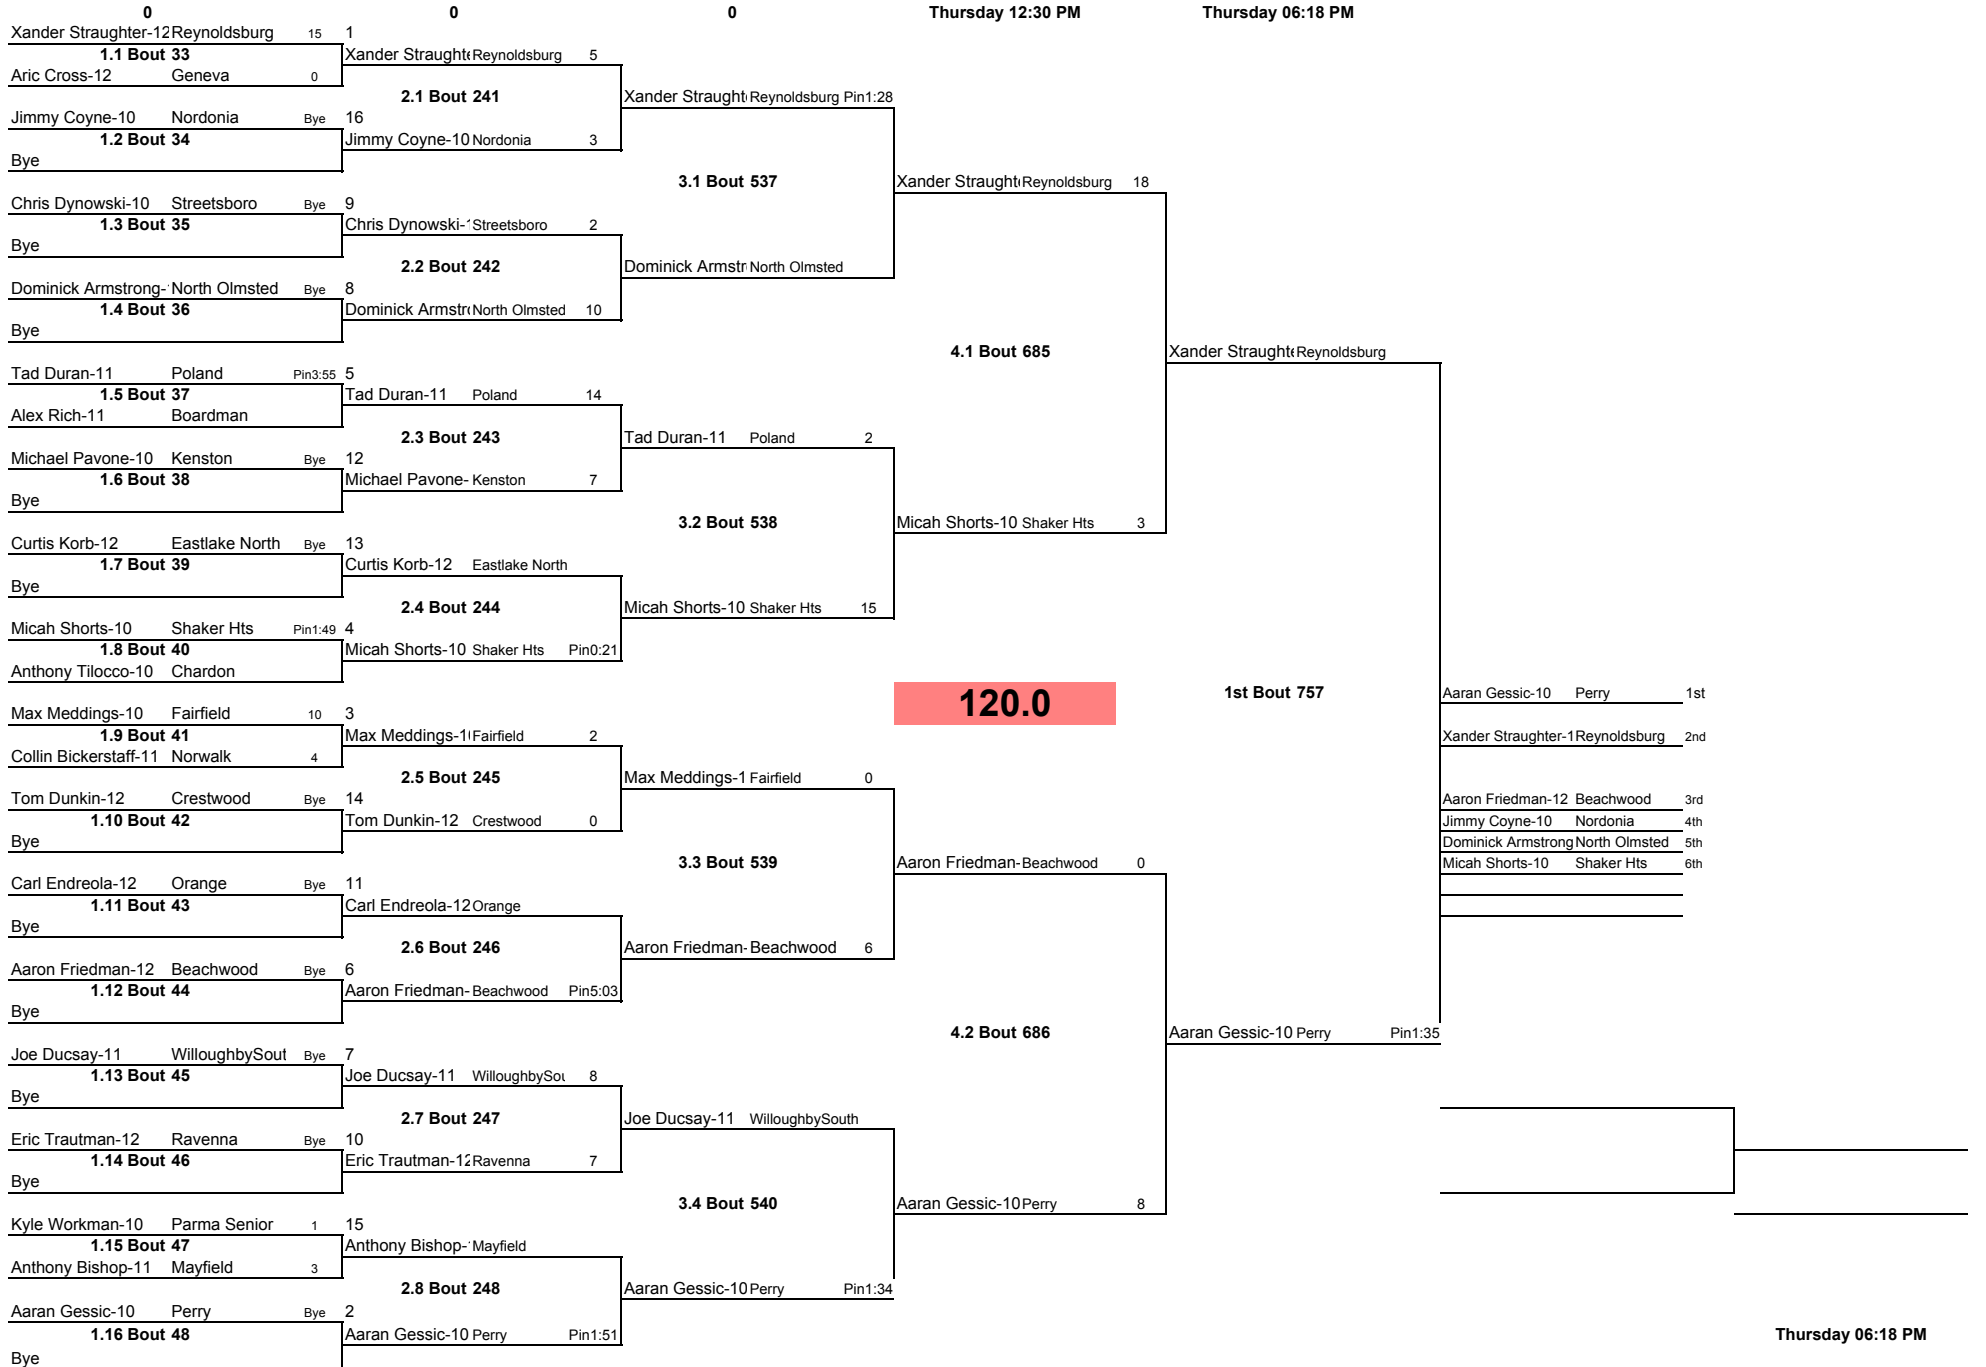 0 0 0 Thursday 12:30 PM Thursday 06:18 PM
Xander Straughter-12 Reynoldsburg 15 1
1.1 Bout 33 Xander Straughte Reynoldsburg 5
Aric Cross-12 Geneva 0
2.1 Bout 241 Xander Straught Reynoldsburg Pin1:28
Jimmy Coyne-10 Nordonia Bye 16
1.2 Bout 34 Jimmy Coyne-10 Nordonia 3
Bye
3.1 Bout 537 Xander Straught Reynoldsburg 18
Chris Dynowski-10 Streetsboro Bye 9
1.3 Bout 35 Chris Dynowski- Streetsboro 2
Bye
2.2 Bout 242 Dominick Armstr North Olmsted
Dominick Armstrong- North Olmsted Bye 8
1.4 Bout 36 Dominick Armstr North Olmsted 10
Bye
4.1 Bout 685 Xander Straughte Reynoldsburg
Tad Duran-11 Poland Pin3:55 5
1.5 Bout 37 Tad Duran-11 Poland 14
Alex Rich-11 Boardman
2.3 Bout 243 Tad Duran-11 Poland 2
Michael Pavone-10 Kenston Bye 12
1.6 Bout 38 Michael Pavone- Kenston 7
Bye
3.2 Bout 538 Micah Shorts-10 Shaker Hts 3
Curtis Korb-12 Eastlake North Bye 13
1.7 Bout 39 Curtis Korb-12 Eastlake North
Bye
2.4 Bout 244 Micah Shorts-10 Shaker Hts 15
Micah Shorts-10 Shaker Hts Pin1:49 4
1.8 Bout 40 Micah Shorts-10 Shaker Hts Pin0:21
Anthony Tilocco-10 Chardon
120.0 1st Bout 757 Aaran Gessic-10 Perry 1st
Max Meddings-10 Fairfield 10 3
1.9 Bout 41 Max Meddings-1 Fairfield 2 Xander Straughter-1 Reynoldsburg 2nd
Collin Bickerstaff-11 Norwalk 4
2.5 Bout 245 Max Meddings-1 Fairfield 0
Tom Dunkin-12 Crestwood Bye 14 Aaron Friedman-12 Beachwood 3rd
1.10 Bout 42 Tom Dunkin-12 Crestwood 0 Jimmy Coyne-10 Nordonia 4th
Bye Dominick Armstrong North Olmsted 5th
3.3 Bout 539 Aaron Friedman- Beachwood 0 Micah Shorts-10 Shaker Hts 6th
Carl Endreola-12 Orange Bye 11
1.11 Bout 43 Carl Endreola-12 Orange
Bye
2.6 Bout 246 Aaron Friedman- Beachwood 6
Aaron Friedman-12 Beachwood Bye 6
1.12 Bout 44 Aaron Friedman- Beachwood Pin5:03
Bye
4.2 Bout 686 Aaran Gessic-10 Perry Pin1:35
Joe Ducsay-11 WilloughbySout Bye 7
1.13 Bout 45 Joe Ducsay-11 WilloughbySou 8
Bye
2.7 Bout 247 Joe Ducsay-11 WilloughbySouth
Eric Trautman-12 Ravenna Bye 10
1.14 Bout 46 Eric Trautman-12 Ravenna 7
Bye
3.4 Bout 540 Aaran Gessic-10 Perry 8
Kyle Workman-10 Parma Senior 1 15
1.15 Bout 47 Anthony Bishop- Mayfield
Anthony Bishop-11 Mayfield 3
2.8 Bout 248 Aaran Gessic-10 Perry Pin1:34
Aaran Gessic-10 Perry Bye 2
1.16 Bout 48 Aaran Gessic-10 Perry Pin1:51 Thursday 06:18 PM
Bye